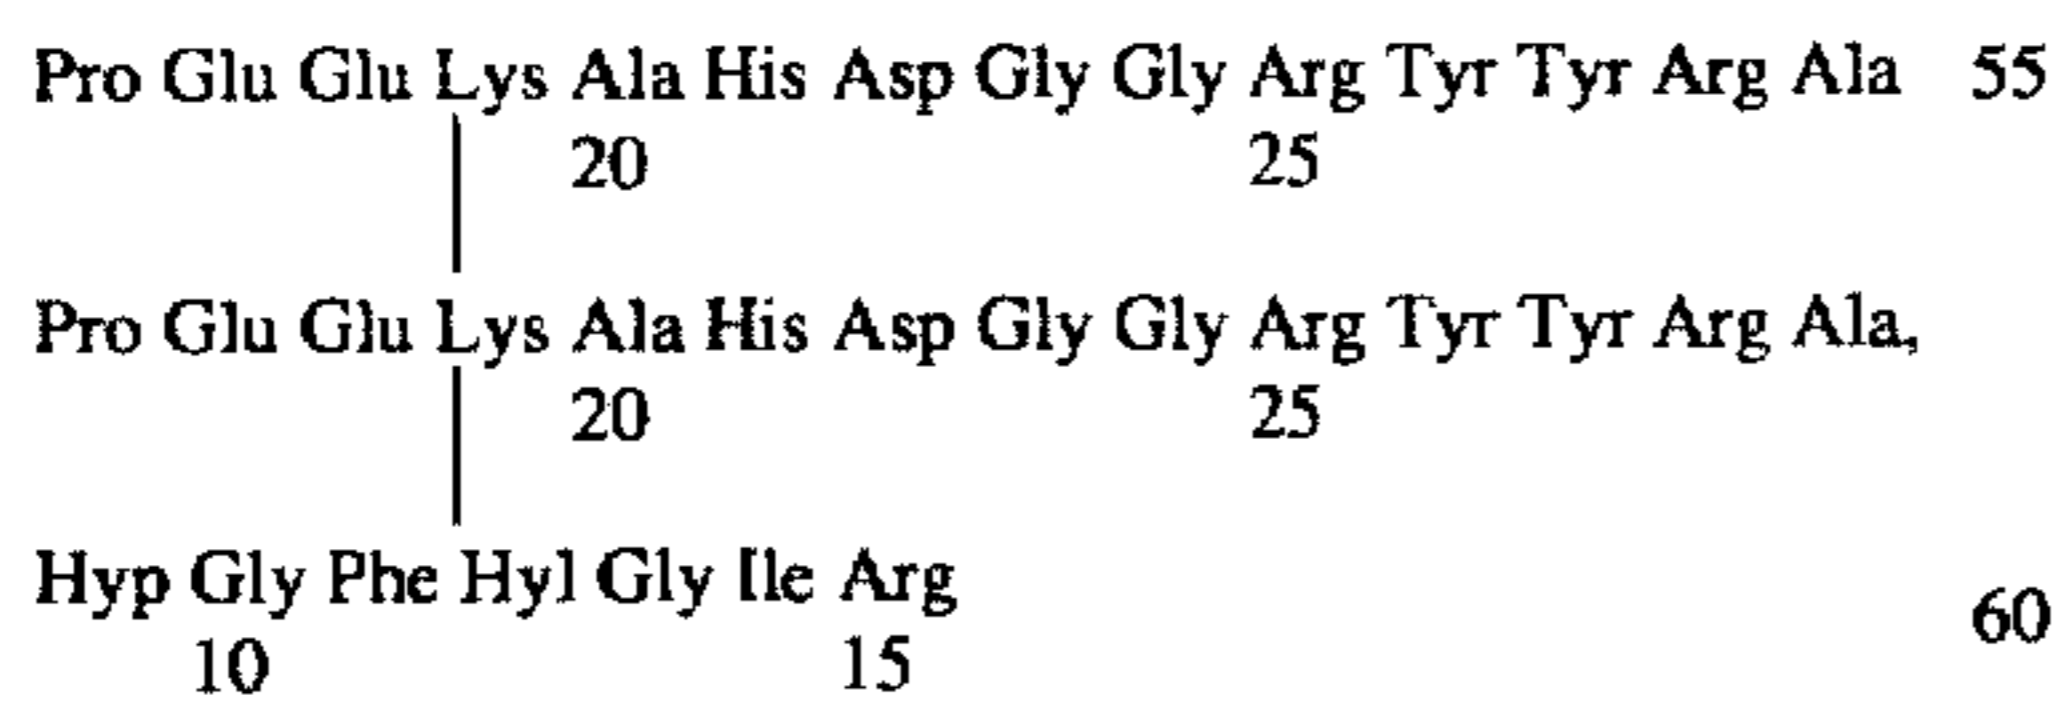 Pro Glu Glu Lys Ala His Asp Gly Gly Arg Tyr Tyr Arg Ala 55
20 25
Pro Glu Glu Lys Ala His Asp Gly Gly Arg Tyr Tyr Arg Ala,
20 25
Hyp Gly Phe Hyl Gly Ile Arg
60
10 15